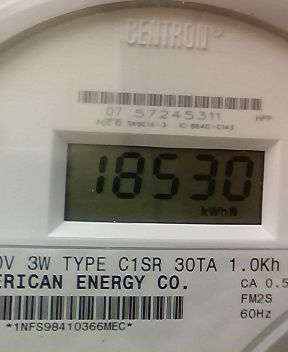 CENTRON®
07 57245311
HPP
18530
kWh
0V 3W TYPE C1SR 30TA 1.0Kh
ERICAN ENERGY CO.
CA 0.5
FM2S
60Hz
*1NFS98410366MEC*